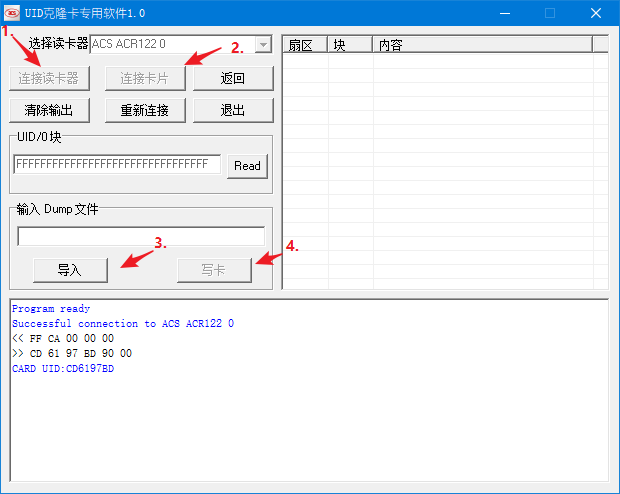 UID克隆卡专用软件1.0
1.
选择读卡器 ACS ACR122 0
2.
连接读卡器 连接卡片 返回
清除输出 重新连接 退出
UID/0块
FFFFFFFFFFFFFFFFFFFFFFFFFFFFFFFF Read
输入 Dump 文件
3.
4.
导入 写卡
扇区 块 内容
Program ready
Successful connection to ACS ACR122 0
<< FF CA 00 00 00
>> CD 61 97 BD 90 00
CARD UID:CD6197BD